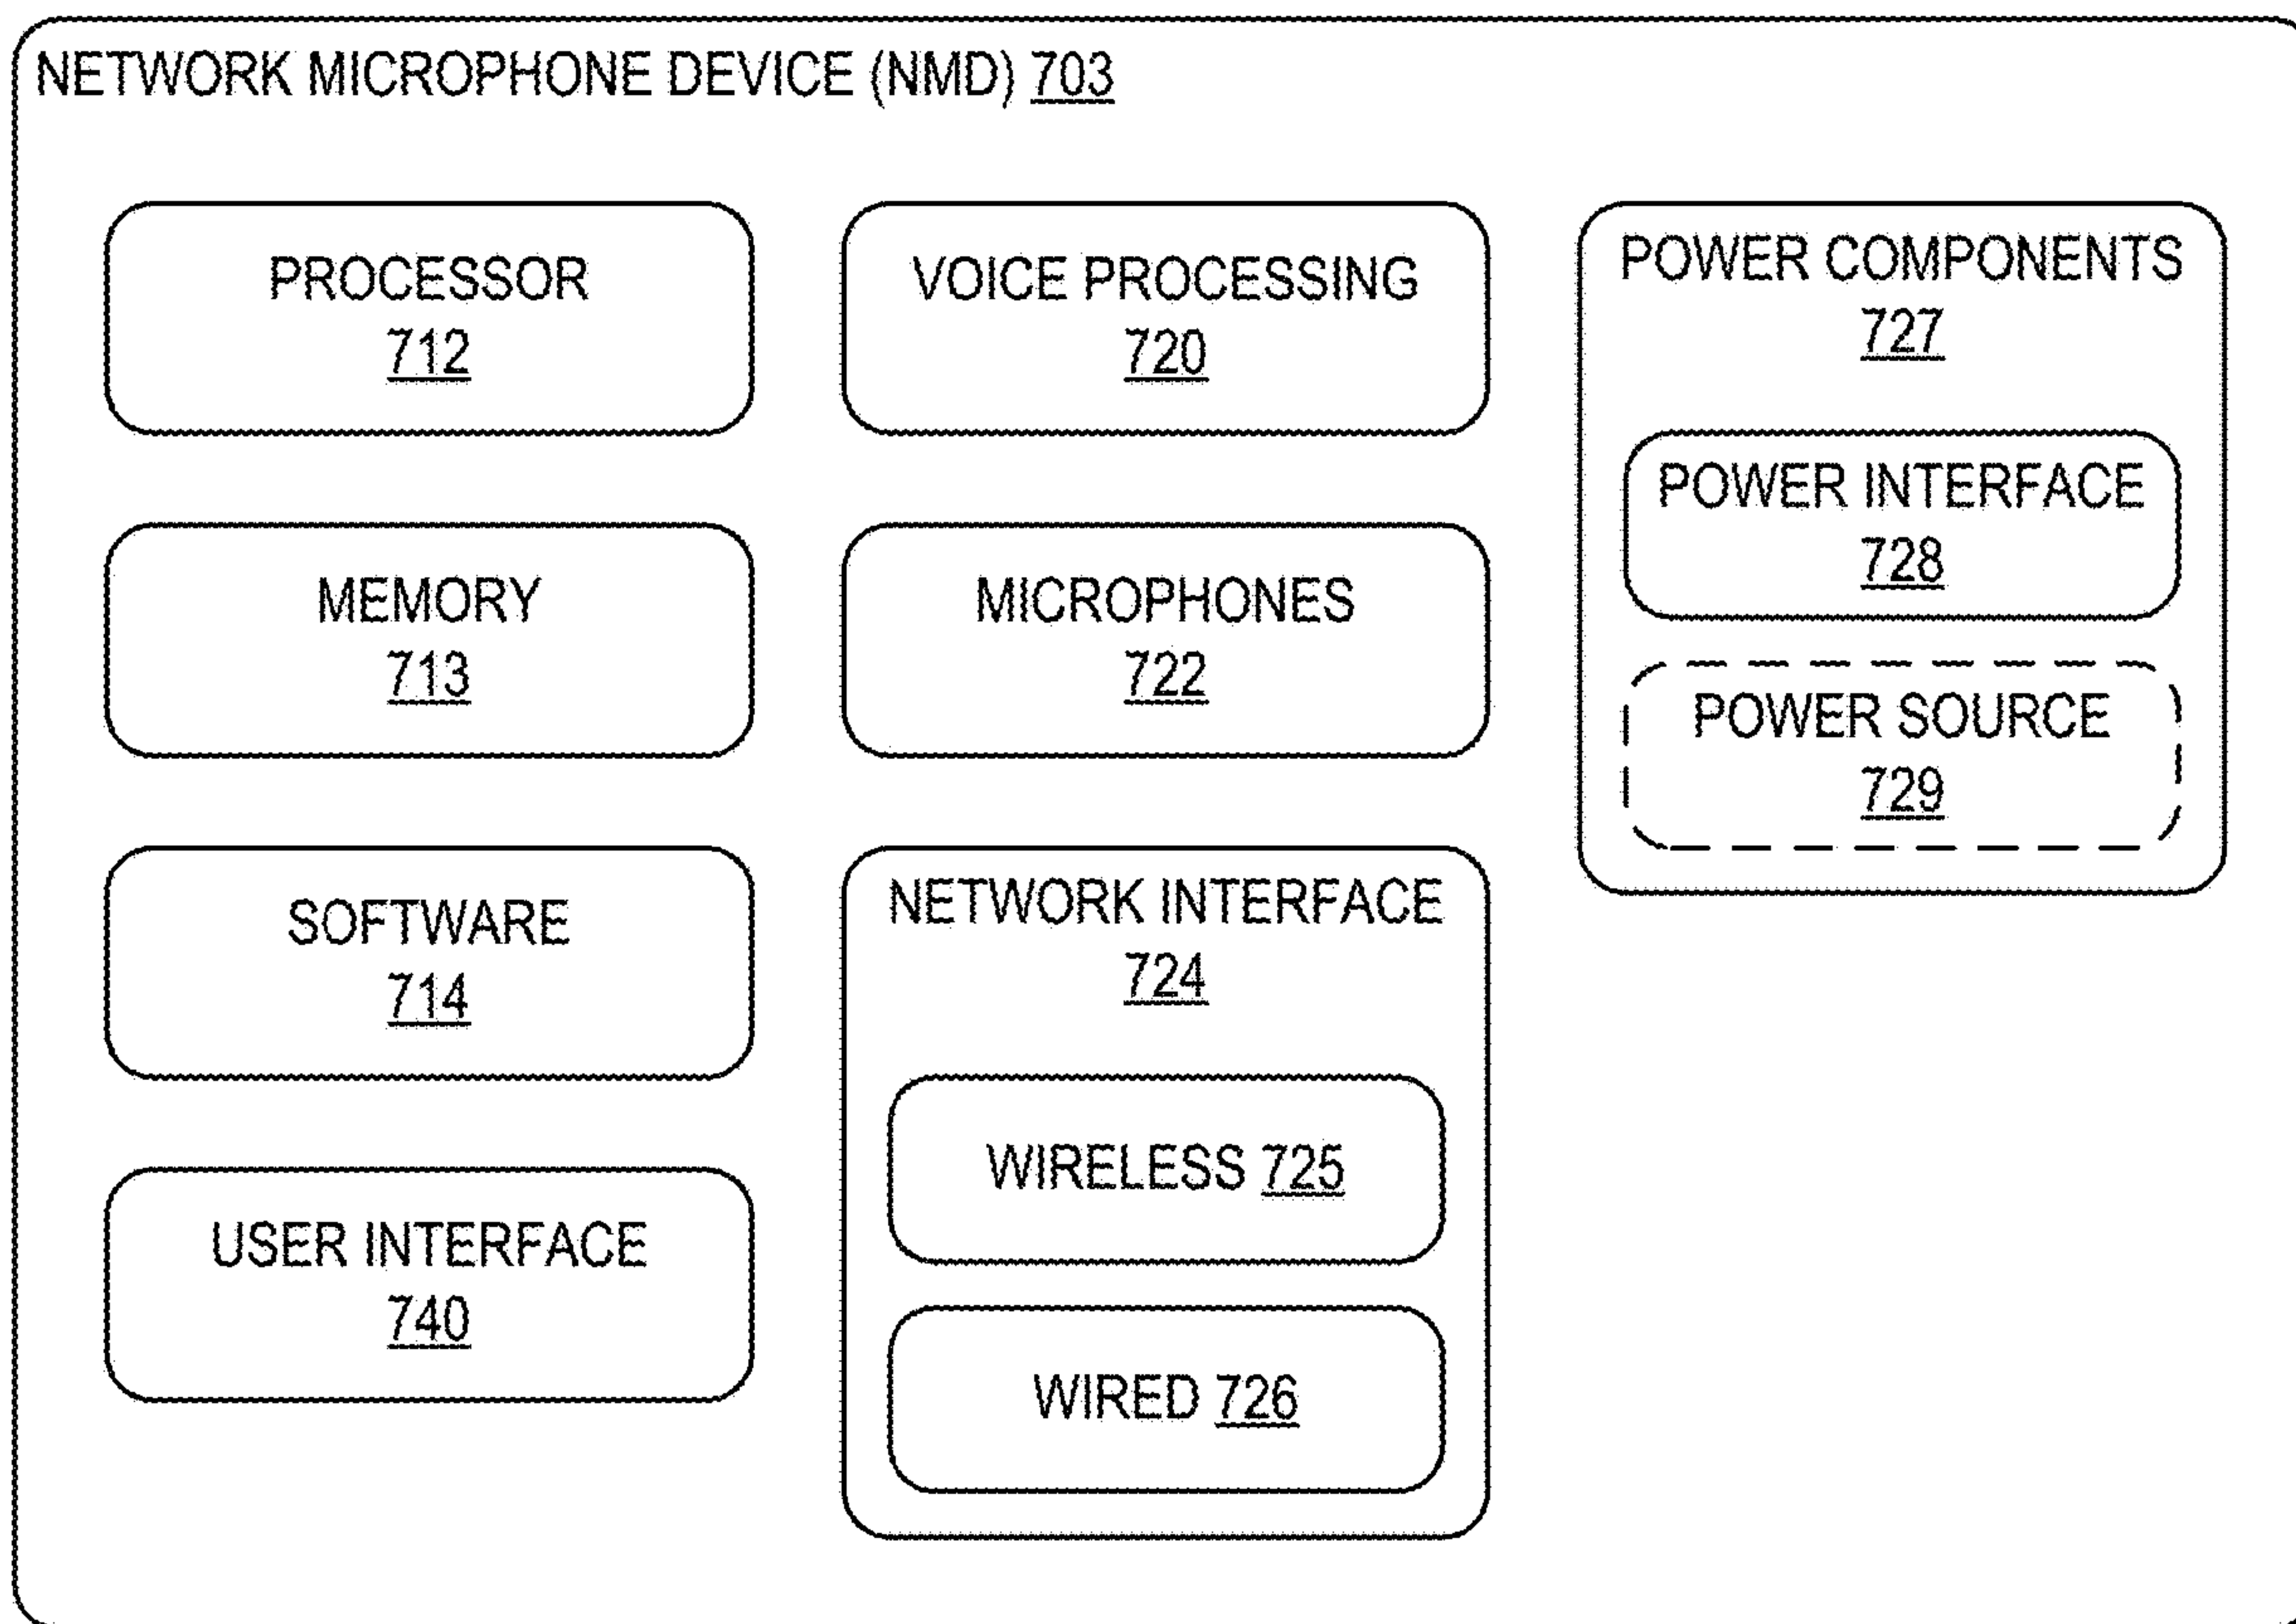 NETWORK MICROPHONE DEVICE (NMD) 703
PROCESSOR
712
MEMORY
713
SOFTWARE
714
USER INTERFACE
740
VOICE PROCESSING
720
MICROPHONES
722
NETWORK INTERFACE
724
WIRELESS 725
WIRED 726
POWER COMPONENTS
727
POWER INTERFACE
728
POWER SOURCE
729